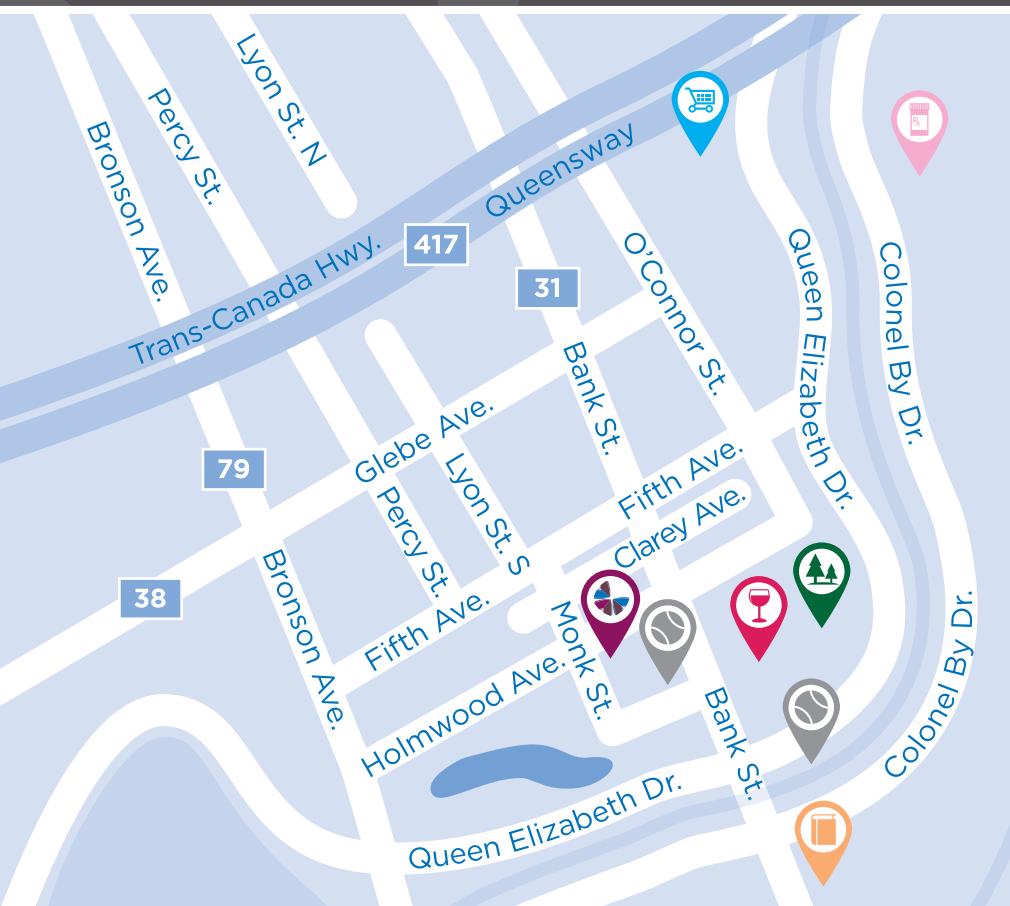 Lyon St. N
Percy St.
Bronson Ave.
Queensway
Trans-Canada Hwy.
417
31
O'Connor St.
Queen Elizabeth Dr.
Colonel By Dr.
Bank St.
Glebe Ave.
79
Lyon St. S
Percy St.
Fifth Ave.
Clarey Ave.
38
Bronson Ave.
Fifth Ave.
Monk St.
Holmwood Ave.
Bank St.
Colonel By Dr.
Queen Elizabeth Dr.
Rx